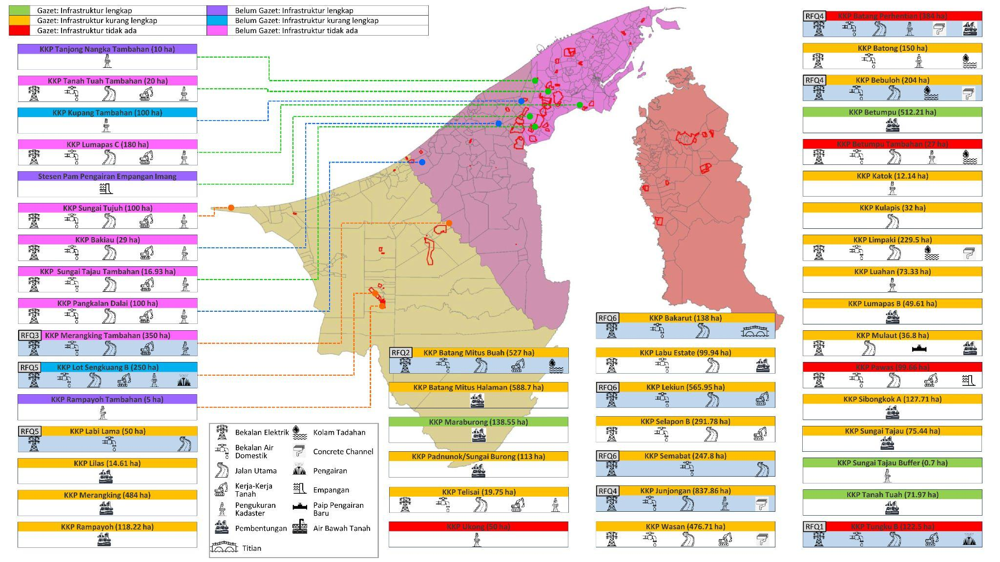 Gazet: Infrastruktur lengkap
Gazet: Infrastruktur kurang lengkap
Gazet: Infrastruktur tidak ada
Belum Gazet: Infrastruktur lengkap
Belum Gazet: Infrastruktur kurang lengkap
Belum Gazet: Infrastruktur tidak ada
KKP Tanjong Nangka Tambahan (10 ha)
KKP Tanah Tuah Tambahan (20 ha)
KKP Kupang Tambahan (100 ha)
KKP Lumapas C (180 ha)
Stesen Pam Pengairan Empangan Imang
KKP Sungai Tujuh (100 ha)
KKP Bakiau (29 ha)
KKP Sungai Tajau Tambahan (16.93 ha)
KKP Pangkalan Dalai (100 ha)
RFQ3 KKP Merangking Tambahan (350 ha)
RFQ5 KKP Lot Sengkuang B (250 ha)
KKP Rampayoh Tambahan (5 ha)
RFQ5 KKP Labi Lama (50 ha)
KKP Lilas (14.61 ha)
KKP Merangking (484 ha)
KKP Rampayoh (118.22 ha)
Bekalan Elektrik
Bekalan Air
Domestik
Jalan Utama
Kerja-Kerja
Tanah
Pengukuran
Kadaster
Pembentungan
Titian
Kolam Tadahan
Concrete Channel
Pengairan
Empangan
Paip Pengairan
Baru
Air Bawah Tanah
RFQ2 KKP Batang Mitus Buah (527 ha)
KKP Batang Mitus Halaman (588.7 ha)
KKP Maraburong (138.55 ha)
KKP Padnunok/Sungai Burong (113 ha)
KKP Telisai (19.75 ha)
KKP Ukong (50 ha)
RFQ6 KKP Bakarut (138 ha)
KKP Labu Estate (99.94 ha)
RFQ6 KKP Lekiun (565.95 ha)
KKP Selapon B (291.78 ha)
RFQ6 KKP Semabat (247.8 ha)
RFQ4 KKP Junjongan (837.86 ha)
KKP Wasan (476.71 ha)
RFQ4 KKP Batang Perhentian (384 ha)
KKP Batong (150 ha)
RFQ4 KKP Bebuloh (204 ha)
KKP Betumpu (512.21 ha)
KKP Betumpu Tambahan (27 ha)
KKP Katok (12.14 ha)
KKP Kulapis (32 ha)
KKP Limpaki (229.5 ha)
KKP Luahan (73.33 ha)
KKP Lumapas B (49.61 ha)
KKP Mulaut (36.8 ha)
KKP Pawas (99.66 ha)
KKP Sibongkok A (127.71 ha)
KKP Sungai Tajau (75.44 ha)
KKP Sungai Tajau Buffer (0.7 ha)
KKP Tanah Tuah (71.97 ha)
RFQ1 KKP Tungku B (122.5 ha)